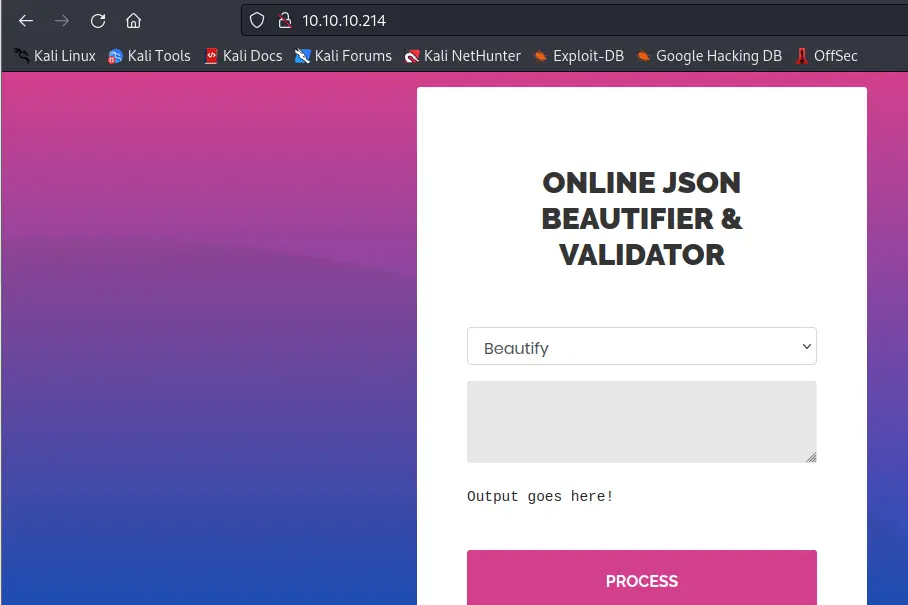 10.10.10.214
Kali Linux Kali Tools Kali Docs Kali Forums Kali NetHunter Exploit-DB Google Hacking DB OffSec
ONLINE JSON
BEAUTIFIER &
VALIDATOR
Beautify
Output goes here!
PROCESS